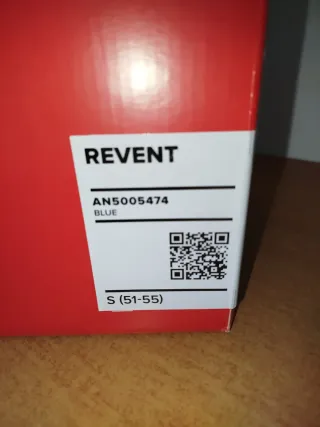 REVENT
AN5005474
BLUE
S (51-55)